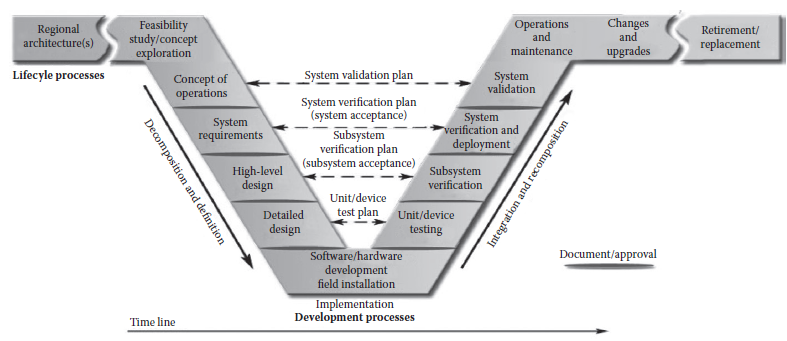 Regional
architecture(s)
Feasibility
study/concept
exploration
Operations
and
maintenance
Changes
and
upgrades
Retirement/
replacement
Lifecyle processes
Concept of
operations
System validation plan
System
validation
System
requirements
System verification plan
(system acceptance)
System
verification and
deployment
Subsystem
verification plan
(subsystem acceptance)
High-level
design
Subsystem
verification
Detailed
design
Unit/device
test plan
Unit/device
testing
Decomposition and definition
Integration and recomposition
Software/hardware
development
field installation
Document/approval
Implementation
Development processes
Time line